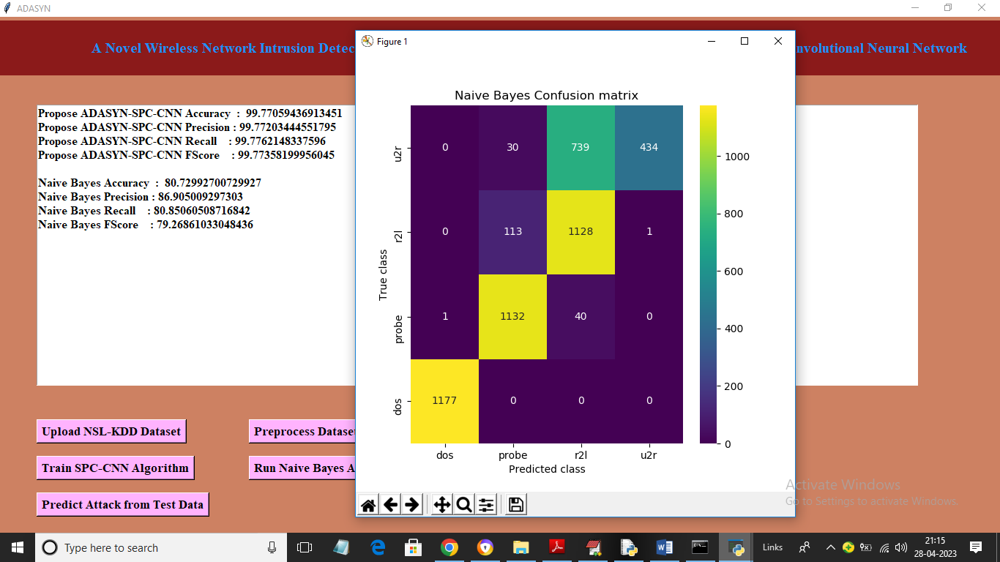 ADASYN
A Novel Wireless Network Intrusion Detec
nvolutional Neural Network
Figure 1
Propose ADASYN-SPC-CNN Accuracy : 99.77059436913451
Propose ADASYN-SPC-CNN Precision : 99.77203444551795
Propose ADASYN-SPC-CNN Recall : 99.7762148337596
Propose ADASYN-SPC-CNN FScore : 99.77358199956045
Naive Bayes Accuracy : 80.72992700729927
Naive Bayes Precision : 86.905009297303
Naive Bayes Recall : 80.85060508716842
Naive Bayes FScore : 79.26861033048436
Naive Bayes Confusion matrix
True class
u2r
0 30 739 434
r2l
0 113 1128 1
probe
1 1132 40 0
dos
1177 0 0 0
dos probe r2l u2r
Predicted class
1000
800
600
400
200
0
Upload NSL-KDD Dataset
Preprocess Dataset
Train SPC-CNN Algorithm
Run Naive Bayes A
Predict Attack from Test Data
Activate Windows
Go to Settings to activate Windows.
Type here to search
Links
21:15
28-04-2023